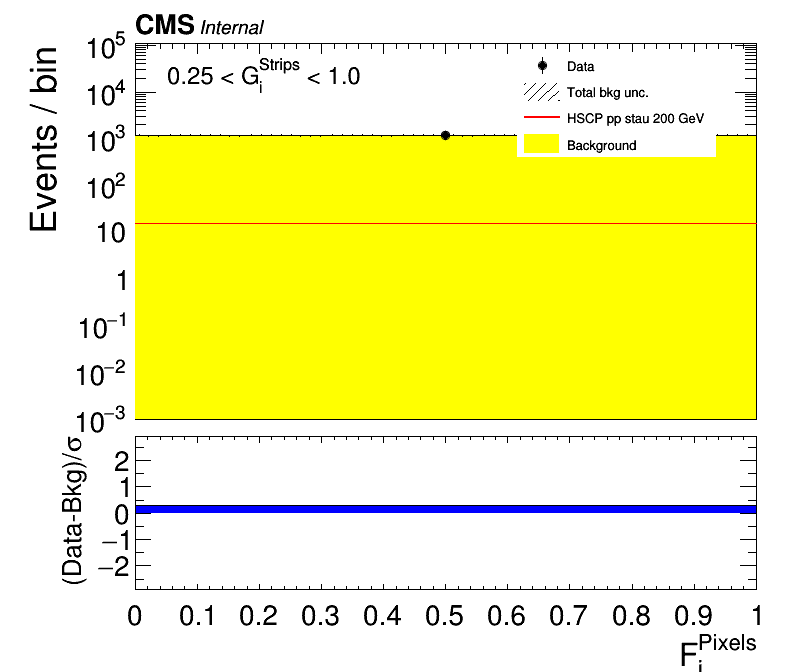 CMS Internal
Events / bin
10^5
10^4
10^3
10^2
10
1
10^−1
10^−2
10^−3
0.25 < G_i^Strips < 1.0
Data
Total bkg unc.
HSCP pp stau 200 GeV
Background
(Data-Bkg)/σ
2
1
0
−1
−2
0 0.1 0.2 0.3 0.4 0.5 0.6 0.7 0.8 0.9 1
F_i^Pixels